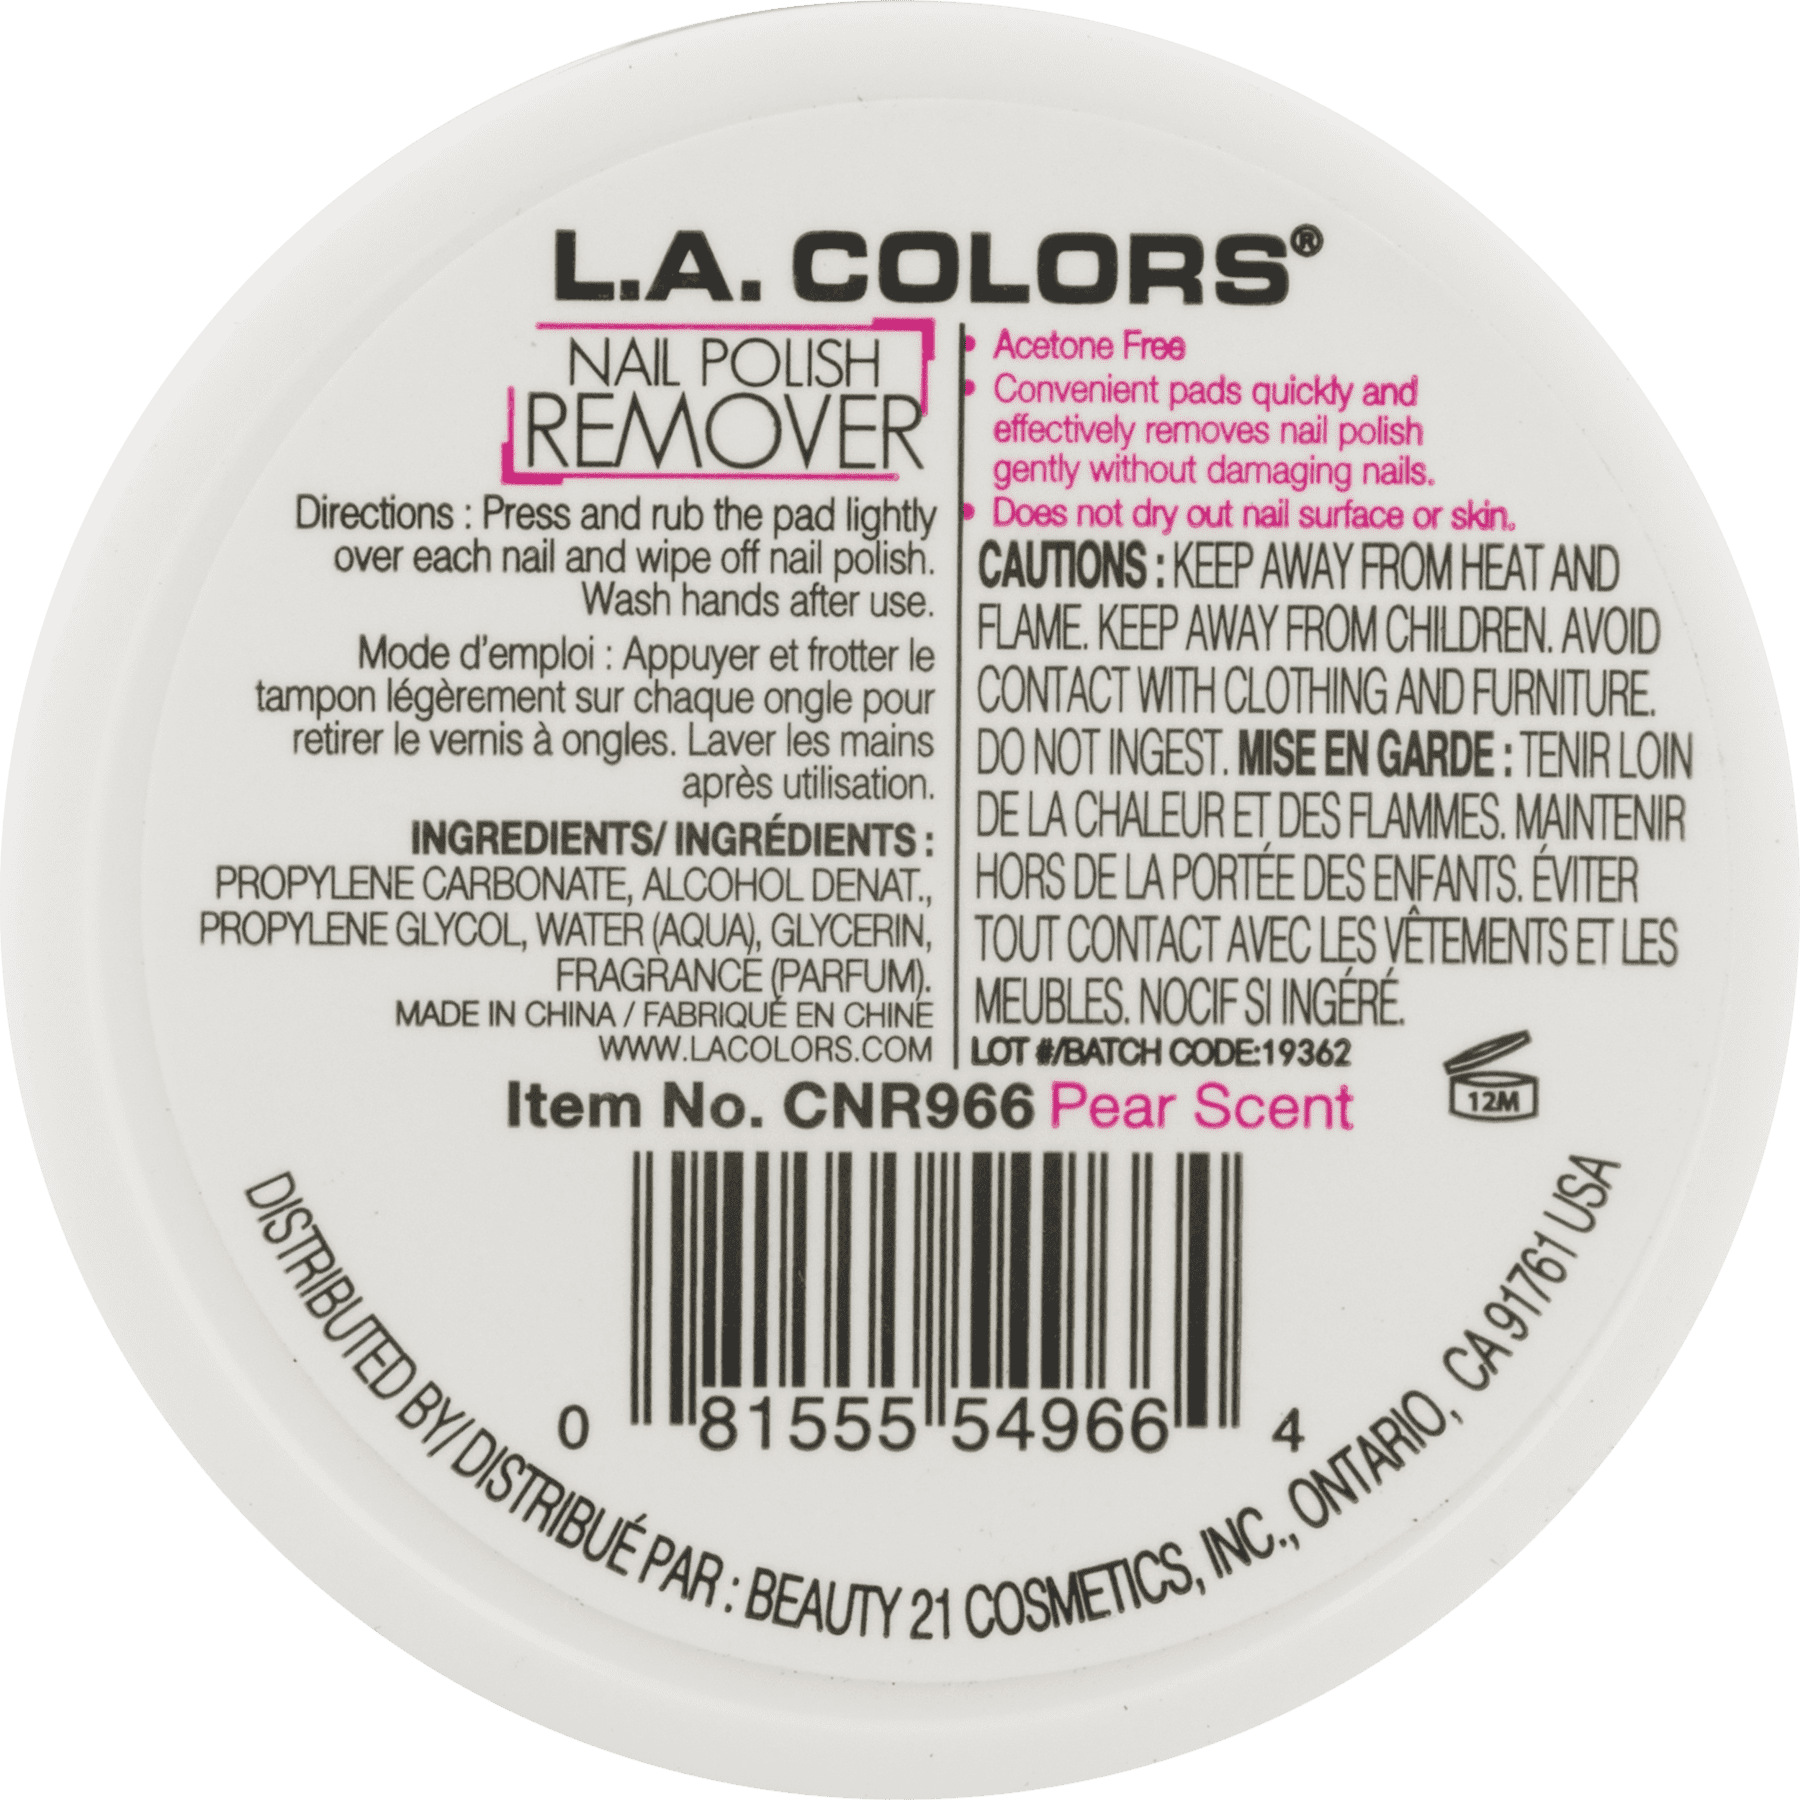 L.A. COLORS®
NAIL POLISH
REMOVER
Directions : Press and rub the pad lightly
over each nail and wipe off nail polish.
Wash hands after use.
Mode d'emploi : Appuyer et frotter le
tampon légèrement sur chaque ongle pour
retirer le vernis à ongles. Laver les mains
après utilisation.
INGREDIENTS/ INGRÉDIENTS :
PROPYLENE CARBONATE, ALCOHOL DENAT.,
PROPYLENE GLYCOL, WATER (AQUA), GLYCERIN,
FRAGRANCE (PARFUM).
MADE IN CHINA / FABRIQUÉ EN CHINE
WWW.LACOLORS.COM
• Acetone Free
• Convenient pads quickly and
effectively removes nail polish
gently without damaging nails.
• Does not dry out nail surface or skin.
CAUTIONS : KEEP AWAY FROM HEAT AND
FLAME. KEEP AWAY FROM CHILDREN. AVOID
CONTACT WITH CLOTHING AND FURNITURE.
DO NOT INGEST. MISE EN GARDE : TENIR LOIN
DE LA CHALEUR ET DES FLAMMES. MAINTENIR
HORS DE LA PORTÉE DES ENFANTS. ÉVITER
TOUT CONTACT AVEC LES VÊTEMENTS ET LES
MEUBLES. NOCIF SI INGÉRÉ.
LOT #/BATCH CODE:19362
12M
Item No. CNR966 Pear Scent
0 81555 54966 4
DISTRIBUTED BY/ DISTRIBUÉ PAR : BEAUTY 21 COSMETICS, INC., ONTARIO, CA 91761 USA